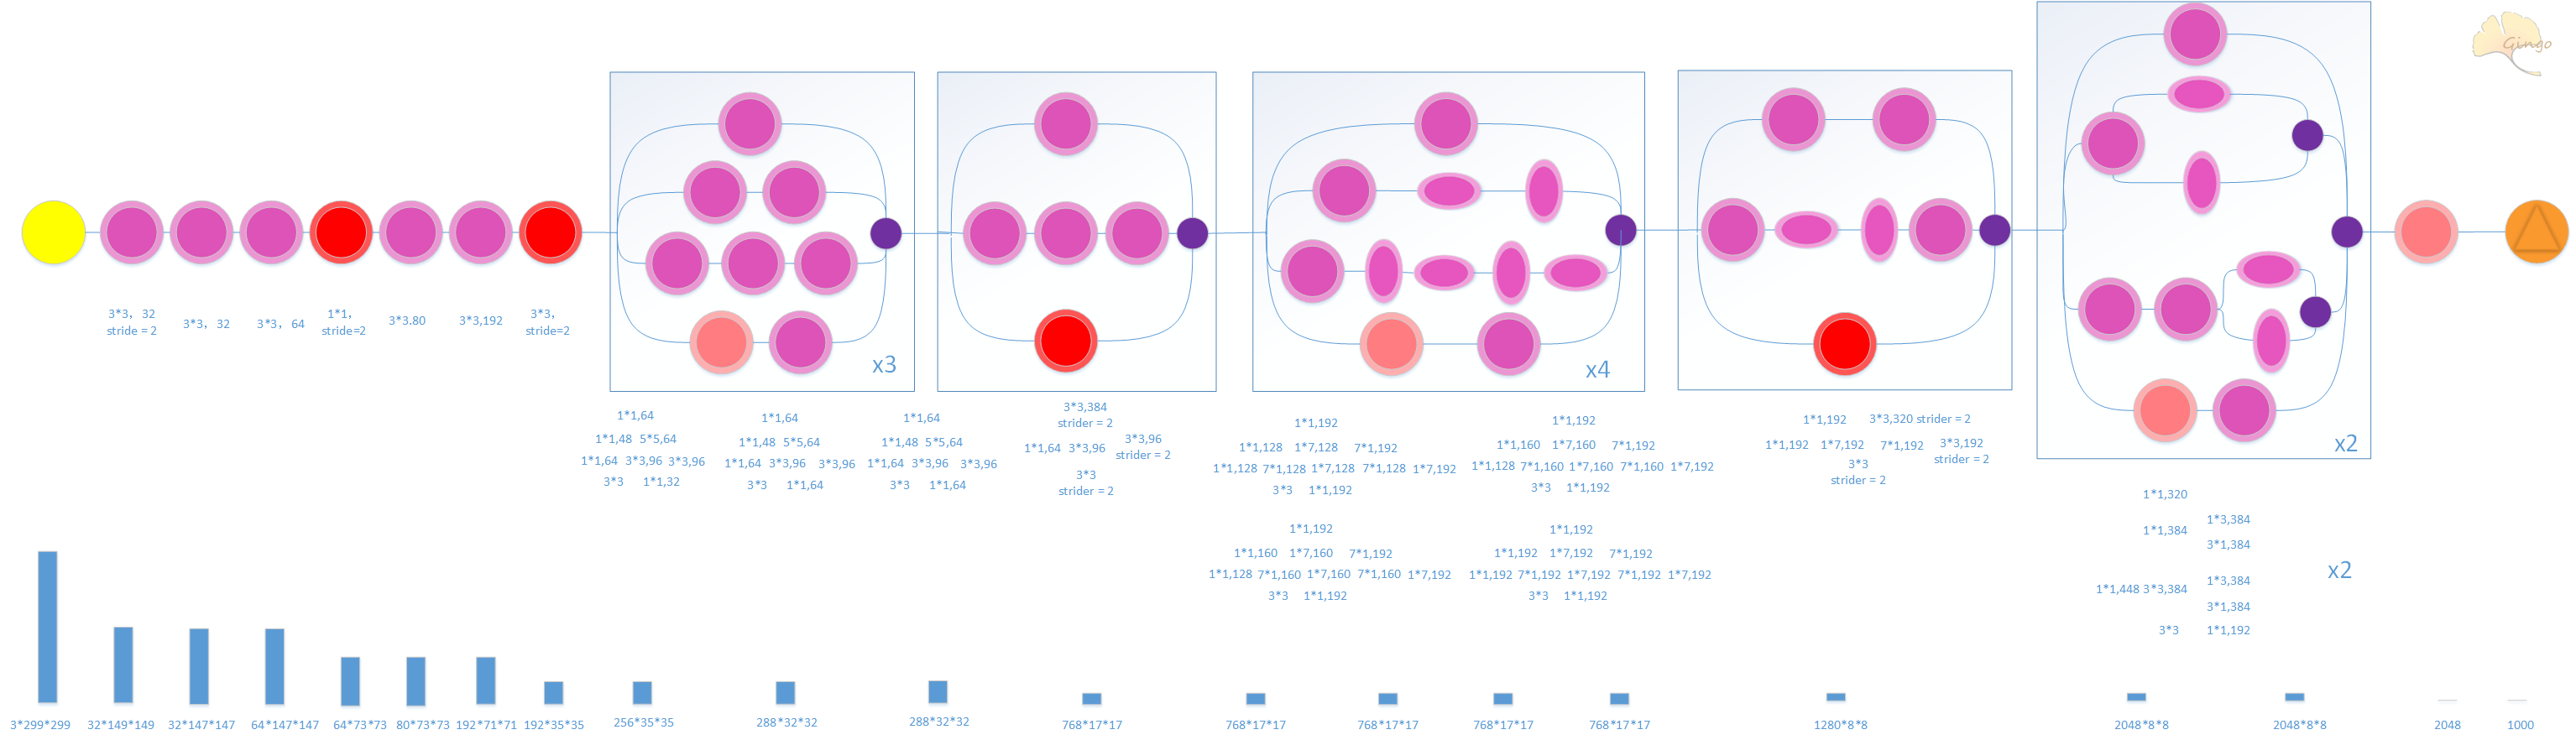 Gingo
3*3， 32
stride = 2
3*3， 32
3*3， 64
1*1，
stride=2
3*3.80
3*3,192
3*3，
stride=2
x3
x4
x2
1*1,64
1*1,48 5*5,64
1*1,64 3*3,96 3*3,96
3*3 1*1,32
1*1,64
1*1,48 5*5,64
1*1,64 3*3,96 3*3,96
3*3 1*1,64
1*1,64
1*1,48 5*5,64
1*1,64 3*3,96 3*3,96
3*3 1*1,64
3*3,384
strider = 2
1*1,64 3*3,96 3*3,96
strider = 2
3*3
strider = 2
1*1,192
1*1,128 1*7,128 7*1,192
1*1,128 7*1,128 1*7,128 7*1,128 1*7,192
3*3 1*1,192
1*1,192
1*1,160 1*7,160 7*1,192
1*1,128 7*1,160 1*7,160 7*1,160 1*7,192
3*3 1*1,192
1*1,192
1*1,160 1*7,160 7*1,192
1*1,128 7*1,160 1*7,160 7*1,160 1*7,192
3*3 1*1,192
1*1,192
1*1,192 1*7,192 7*1,192
1*1,192 7*1,192 1*7,192 7*1,192 1*7,192
3*3 1*1,192
1*1,192 3*3,320 strider = 2
1*1,192 1*7,192 7*1,192 3*3,192
strider = 2
3*3
strider = 2
1*1,320
1*3,384
1*1,384
3*1,384
x2
1*3,384
1*1,448 3*3,384
3*1,384
3*3 1*1,192
3*299*299 32*149*149 32*147*147 64*147*147 64*73*73 80*73*73 192*71*71 192*35*35 256*35*35 288*32*32 288*32*32 768*17*17 768*17*17 768*17*17 768*17*17 768*17*17 1280*8*8 2048*8*8 2048*8*8 2048 1000